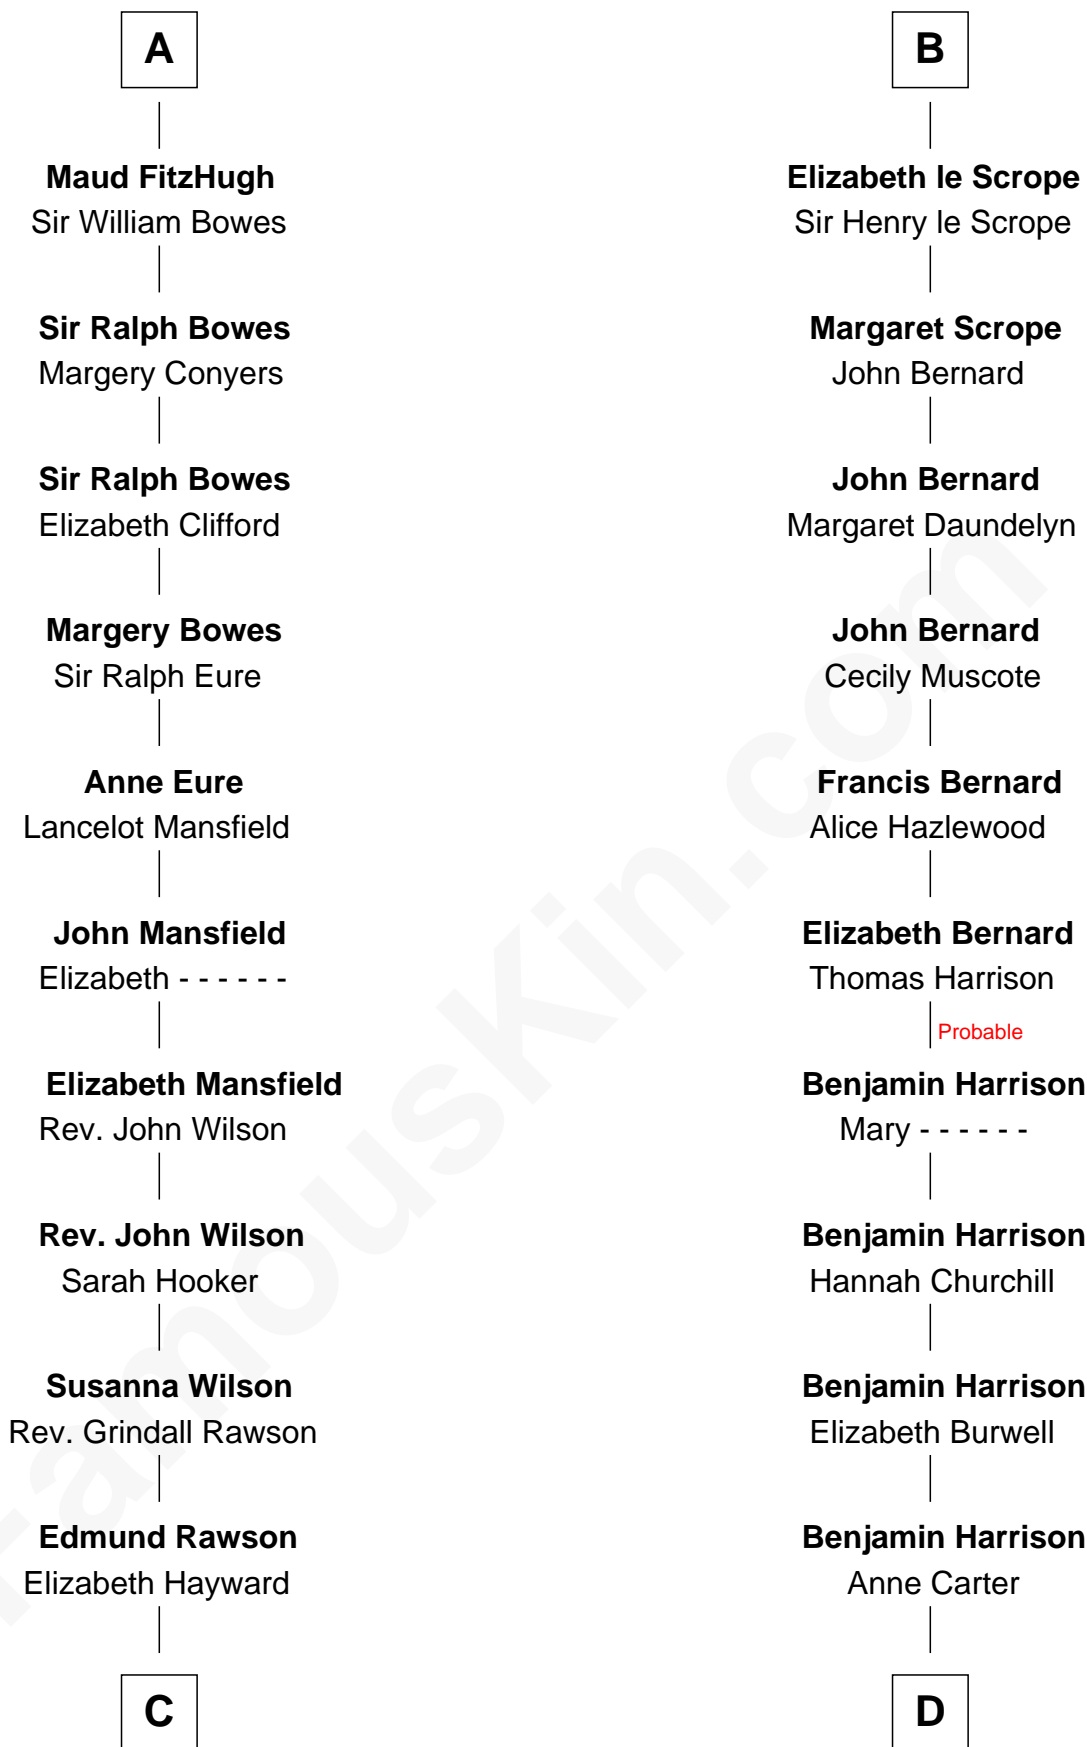 A
Maud FitzHugh
Sir William Bowes
Sir Ralph Bowes
Margery Conyers
Sir Ralph Bowes
Elizabeth Clifford
Margery Bowes
Sir Ralph Eure
Anne Eure
Lancelot Mansfield
John Mansfield
Elizabeth - - - - - -
Elizabeth Mansfield
Rev. John Wilson
Rev. John Wilson
Sarah Hooker
Susanna Wilson
Rev. Grindall Rawson
Edmund Rawson
Elizabeth Hayward
C
B
Elizabeth le Scrope
Sir Henry le Scrope
Margaret Scrope
John Bernard
John Bernard
Margaret Daundelyn
John Bernard
Cecily Muscote
Francis Bernard
Alice Hazlewood
Elizabeth Bernard
Thomas Harrison
Probable
Benjamin Harrison
Mary - - - - - -
Benjamin Harrison
Hannah Churchill
Benjamin Harrison
Elizabeth Burwell
Benjamin Harrison
Anne Carter
D
FamousKin.com